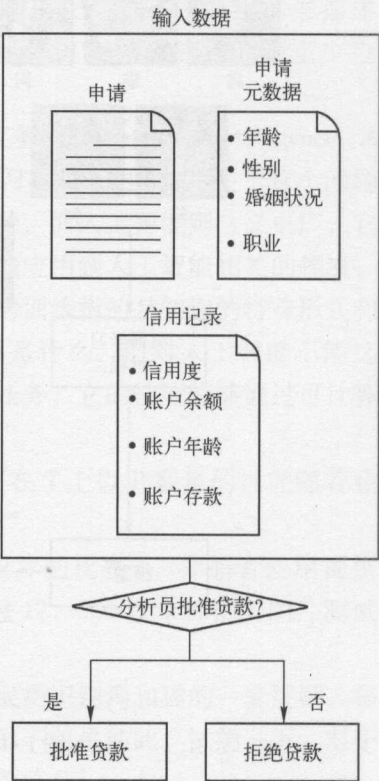 输入数据
申请
申请
元数据
• 年龄
• 性别
• 婚姻状况
• 职业
信用记录
• 信用度
• 账户余额
• 账户年龄
• 账户存款
分析员批准贷款?
是
否
批准贷款
拒绝贷款